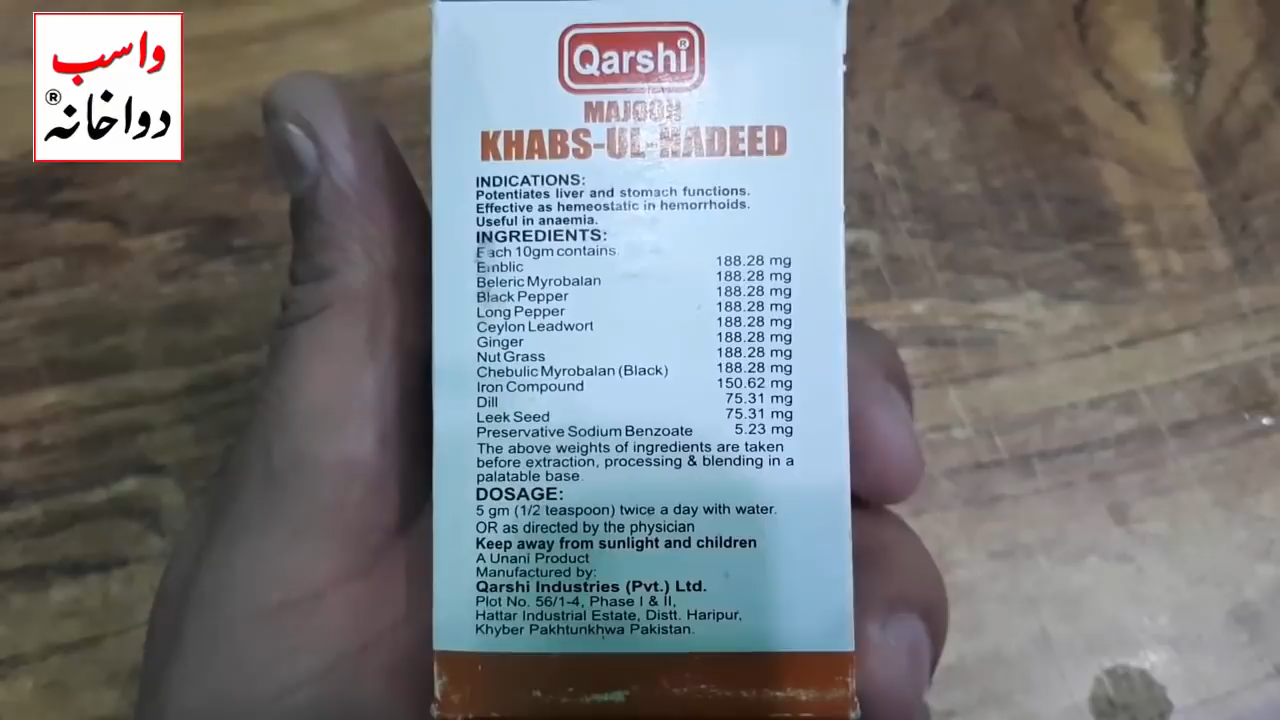 واسب
دواخانہ®
Qarshi®
MAJOON
KHABS-UL-HADEED
INDICATIONS:
Potentiates liver and stomach functions.
Effective as hemeostatic in hemorrhoids.
Useful in anaemia.
INGREDIENTS:
Each 10gm contains
Emblic 188.28 mg
Beleric Myrobalan 188.28 mg
Black Pepper 188.28 mg
Long Pepper 188.28 mg
Ceylon Leadwort 188.28 mg
Ginger 188.28 mg
Nut Grass 188.28 mg
Chebulic Myrobalan (Black) 188.28 mg
Iron Compound 150.62 mg
Dill 75.31 mg
Leek Seed 75.31 mg
Preservative Sodium Benzoate 5.23 mg
The above weights of ingredients are taken
before extraction, processing & blending in a
palatable base.
DOSAGE:
5 gm (1/2 teaspoon) twice a day with water.
OR as directed by the physician
Keep away from sunlight and children
A Unani Product
Manufactured by:
Qarshi Industries (Pvt.) Ltd.
Plot No. 56/1-4, Phase I & II,
Hattar Industrial Estate, Distt. Haripur,
Khyber Pakhtunkhwa Pakistan.